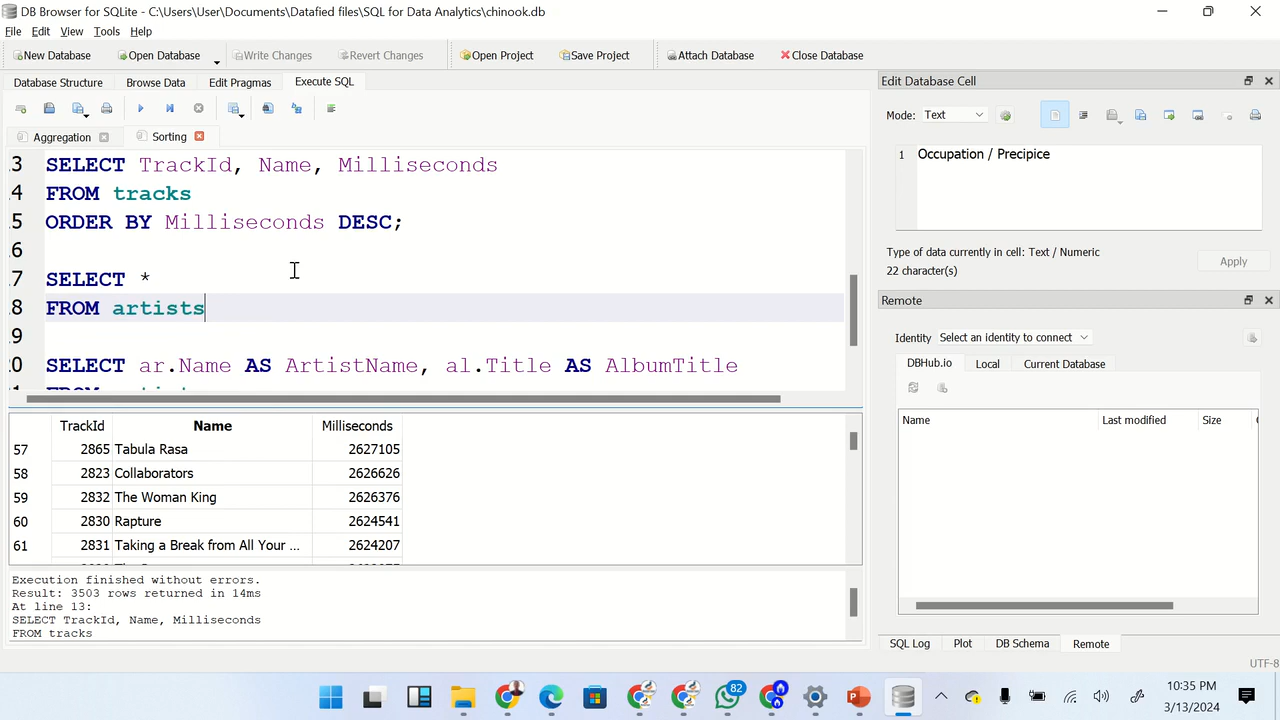 DB Browser for SQLite - C:\Users\User\Documents\Datafied files\SQL for Data Analytics\chinook.db
File Edit View Tools Help
New Database Open Database Write Changes Revert Changes Open Project Save Project Attach Database Close Database
Database Structure Browse Data Edit Pragmas Execute SQL
Aggregation Sorting
3 SELECT TrackId, Name, Milliseconds
4 FROM tracks
5 ORDER BY Milliseconds DESC;
6
7 SELECT *
8 FROM artists
9
0 SELECT ar.Name AS ArtistName, al.Title AS AlbumTitle
TrackId Name Milliseconds
57 2865 Tabula Rasa 2627105
58 2823 Collaborators 2626626
59 2832 The Woman King 2626376
60 2830 Rapture 2624541
61 2831 Taking a Break from All Your ... 2624207
Execution finished without errors.
Result: 3503 rows returned in 14ms
At line 13:
SELECT TrackId, Name, Milliseconds
FROM tracks
Edit Database Cell
Mode: Text
1 Occupation / Precipice
Type of data currently in cell: Text / Numeric
22 character(s)
Apply
Remote
Identity Select an identity to connect
DBHub.io Local Current Database
Name Last modified Size
SQL Log Plot DB Schema Remote
UTF-8
82
10:35 PM
3/13/2024